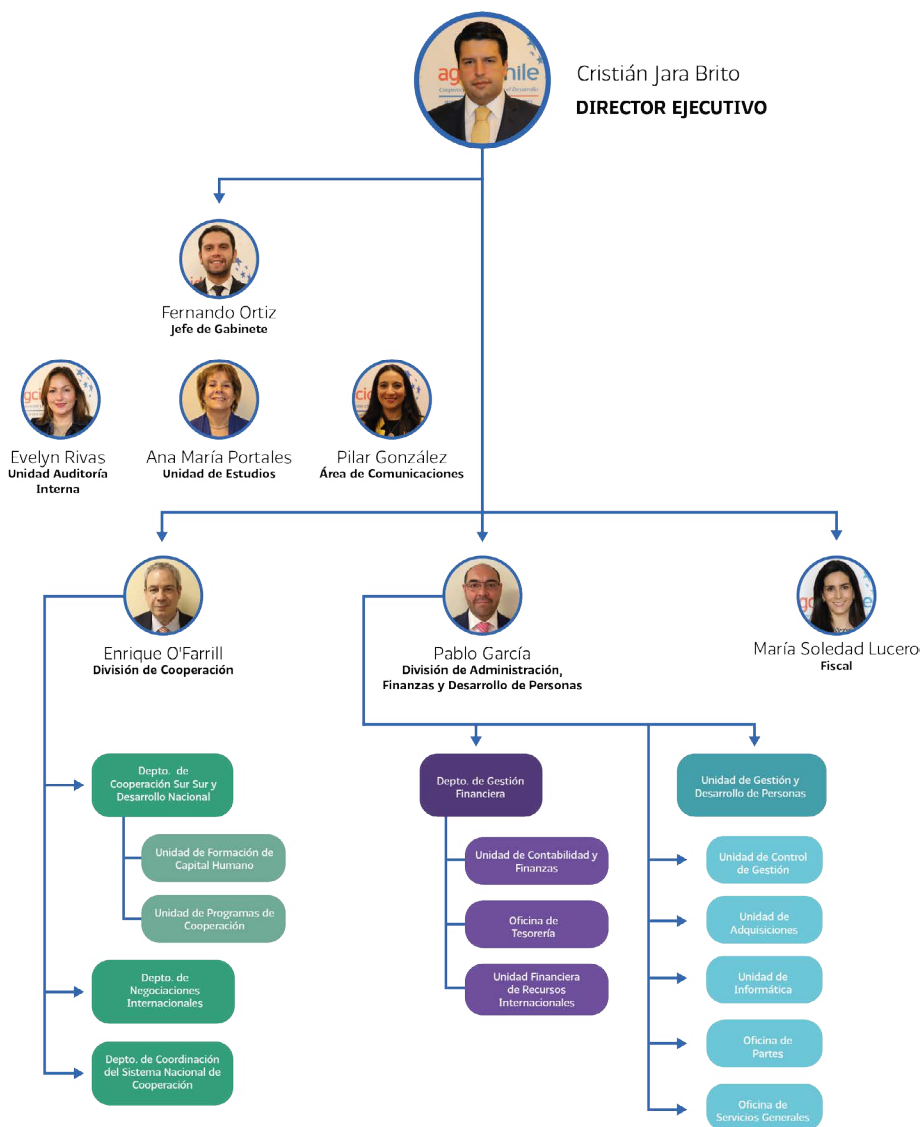 Cristián Jara Brito
DIRECTOR EJECUTIVO
Fernando Ortiz
Jefe de Gabinete
Evelyn Rivas
Unidad Auditoría
Interna
Ana María Portales
Unidad de Estudios
Pilar González
Área de Comunicaciones
Enrique O'Farrill
División de Cooperación
Pablo García
División de Administración,
Finanzas y Desarrollo de Personas
María Soledad Lucero
Fiscal
Depto. de
Cooperación Sur Sur y
Desarrollo Nacional
Unidad de Formación de
Capital Humano
Unidad de Programas de
Cooperación
Depto. de
Negociaciones
Internacionales
Depto. de Coordinación
del Sistema Nacional de
Cooperación
Depto. de Gestión
Financiera
Unidad de Contabilidad y
Finanzas
Oficina de
Tesorería
Unidad Financiera
de Recursos
Internacionales
Unidad de Gestión y
Desarrollo de Personas
Unidad de Control
de Gestión
Unidad de
Adquisiciones
Unidad de
Informática
Oficina de
Partes
Oficina de
Servicios Generales